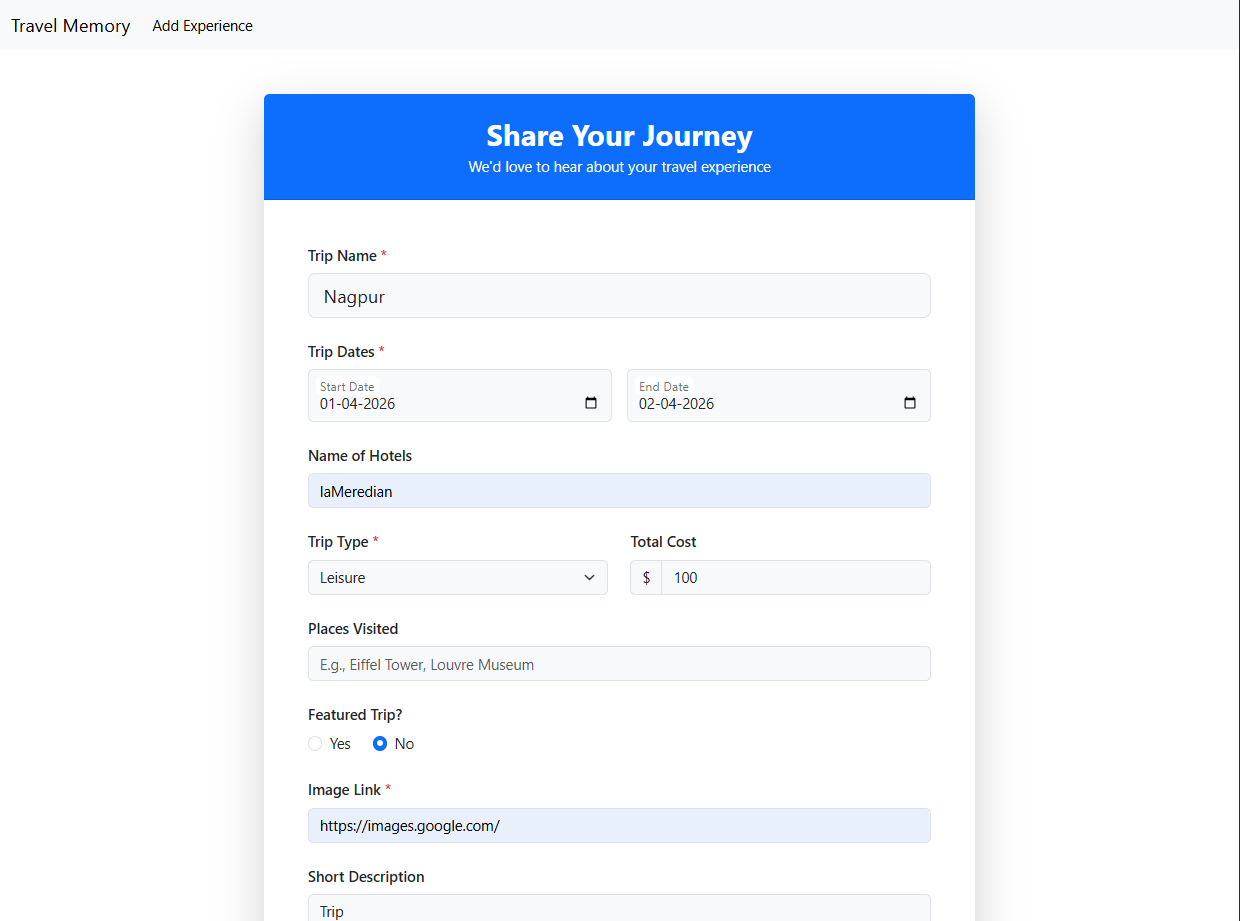 Travel Memory Add Experience
Share Your Journey
We'd love to hear about your travel experience
Trip Name *
Nagpur
Trip Dates *
Start Date End Date
01-04-2026 02-04-2026
Name of Hotels
laMeredian
Trip Type * Total Cost
Leisure $ 100
Places Visited
E.g., Eiffel Tower, Louvre Museum
Featured Trip?
Yes No
Image Link *
https://images.google.com/
Short Description
Trip